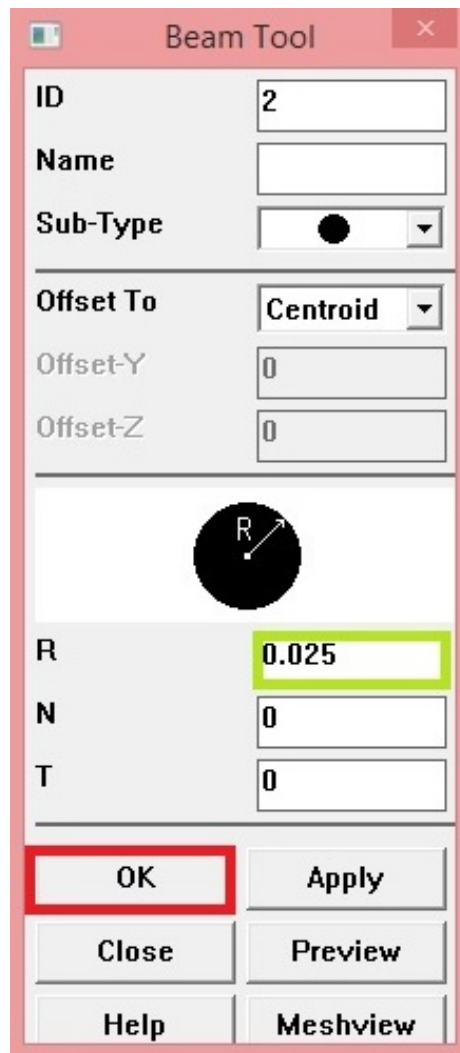 Beam Tool
ID 2
Name
Sub-Type
Offset To Centroid
Offset-Y 0
Offset-Z 0
R
R 0.025
N 0
T 0
OK Apply
Close Preview
Help Meshview